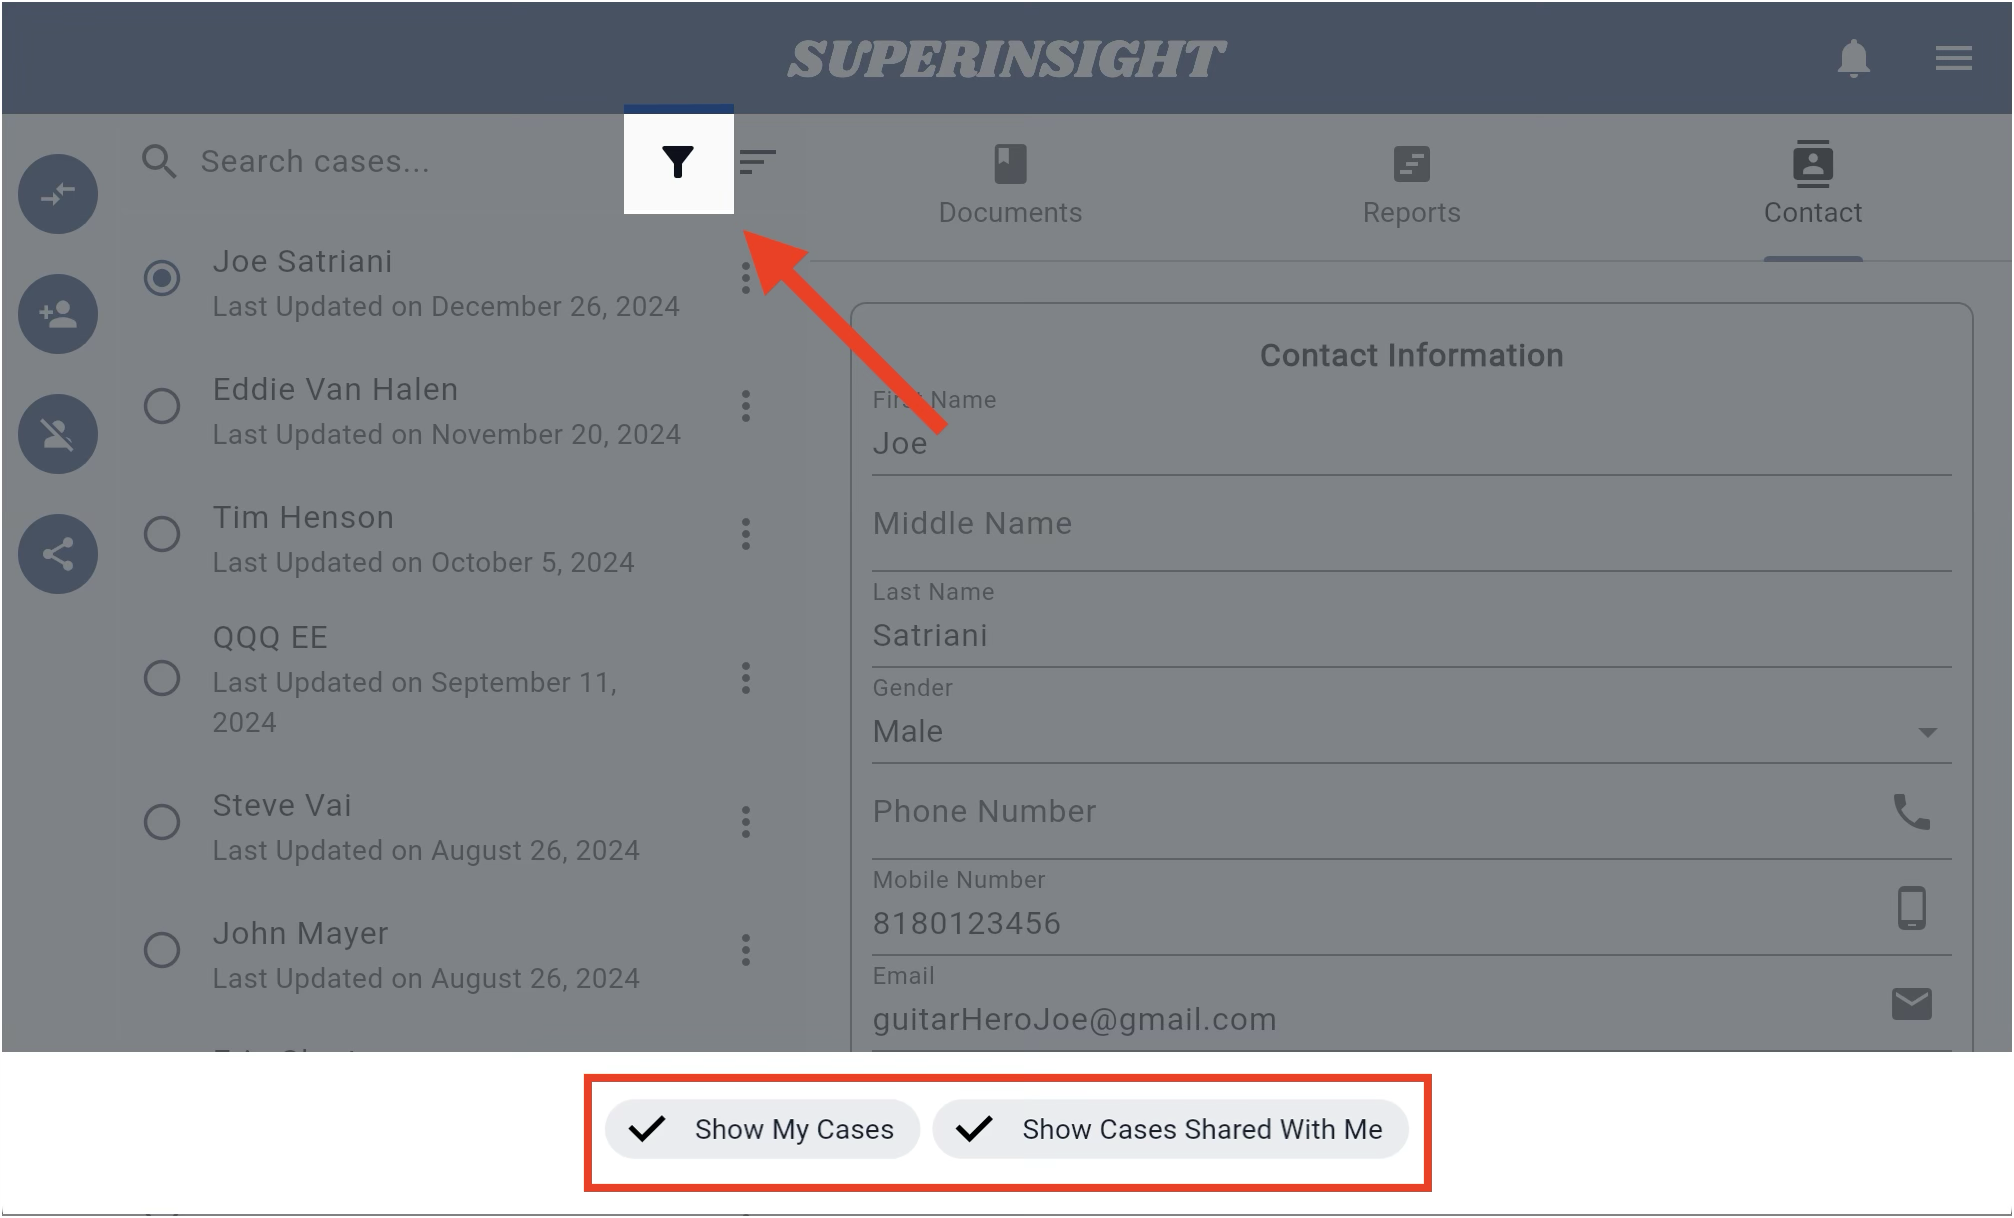 SUPERINSIGHT
Search cases...
Joe Satriani
Last Updated on December 26, 2024
Eddie Van Halen
Last Updated on November 20, 2024
Tim Henson
Last Updated on October 5, 2024
QQQ EE
Last Updated on September 11,
2024
Steve Vai
Last Updated on August 26, 2024
John Mayer
Last Updated on August 26, 2024
Documents
Reports
Contact
Contact Information
First Name
Joe
Middle Name
Last Name
Satriani
Gender
Male
Phone Number
Mobile Number
8180123456
Email
guitarHeroJoe@gmail.com
Show My Cases
Show Cases Shared With Me